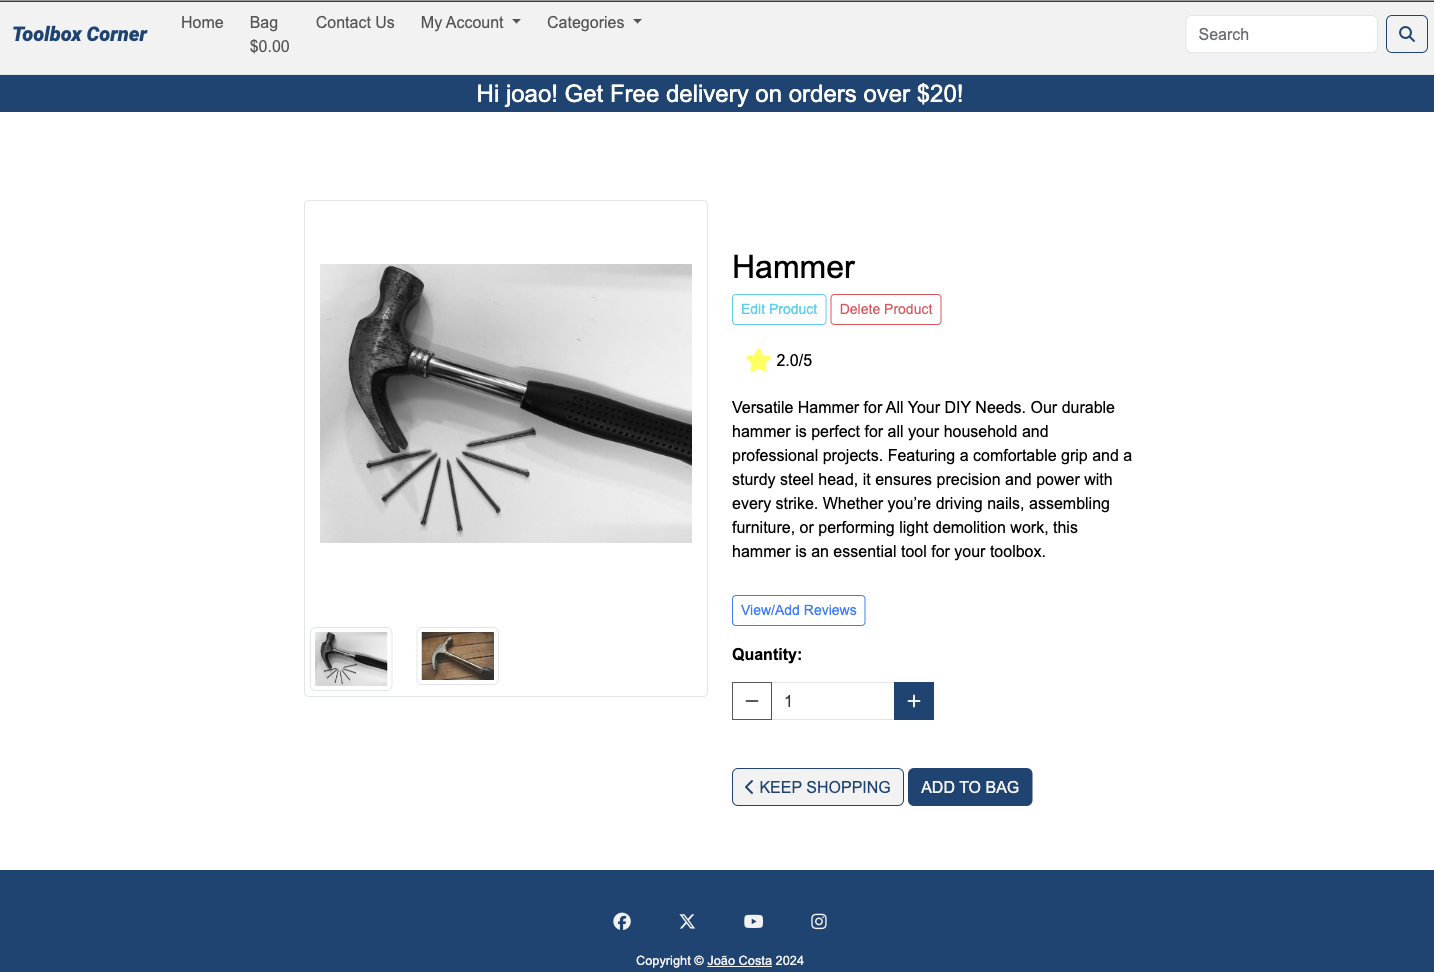 Toolbox Corner
Home
Bag
$0.00
Contact Us
My Account
Categories
Search
Hi joao! Get Free delivery on orders over $20!
Hammer
Edit Product
Delete Product
2.0/5
Versatile Hammer for All Your DIY Needs. Our durable
hammer is perfect for all your household and
professional projects. Featuring a comfortable grip and a
sturdy steel head, it ensures precision and power with
every strike. Whether you’re driving nails, assembling
furniture, or performing light demolition work, this
hammer is an essential tool for your toolbox.
View/Add Reviews
Quantity:
1
KEEP SHOPPING
ADD TO BAG
Copyright © João Costa 2024